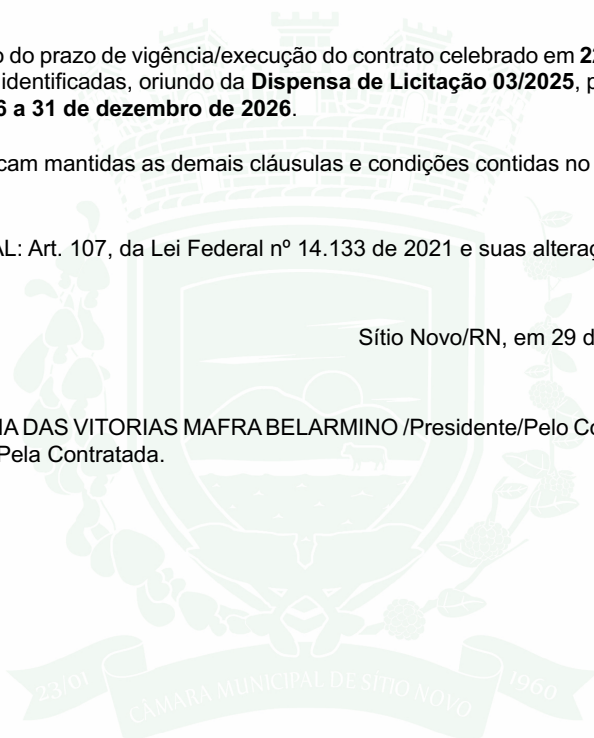 o do prazo de vigência/execução do contrato celebrado em 22
identificadas, oriundo da Dispensa de Licitação 03/2025, p
6 a 31 de dezembro de 2026.
cam mantidas as demais cláusulas e condições contidas no
AL: Art. 107, da Lei Federal nº 14.133 de 2021 e suas alteraç
Sítio Novo/RN, em 29 d
IA DAS VITORIAS MAFRA BELARMINO /Presidente/Pelo Co
Pela Contratada.
23/01 CÂMARA MUNICIPAL DE SÍTIO NOVO 1960